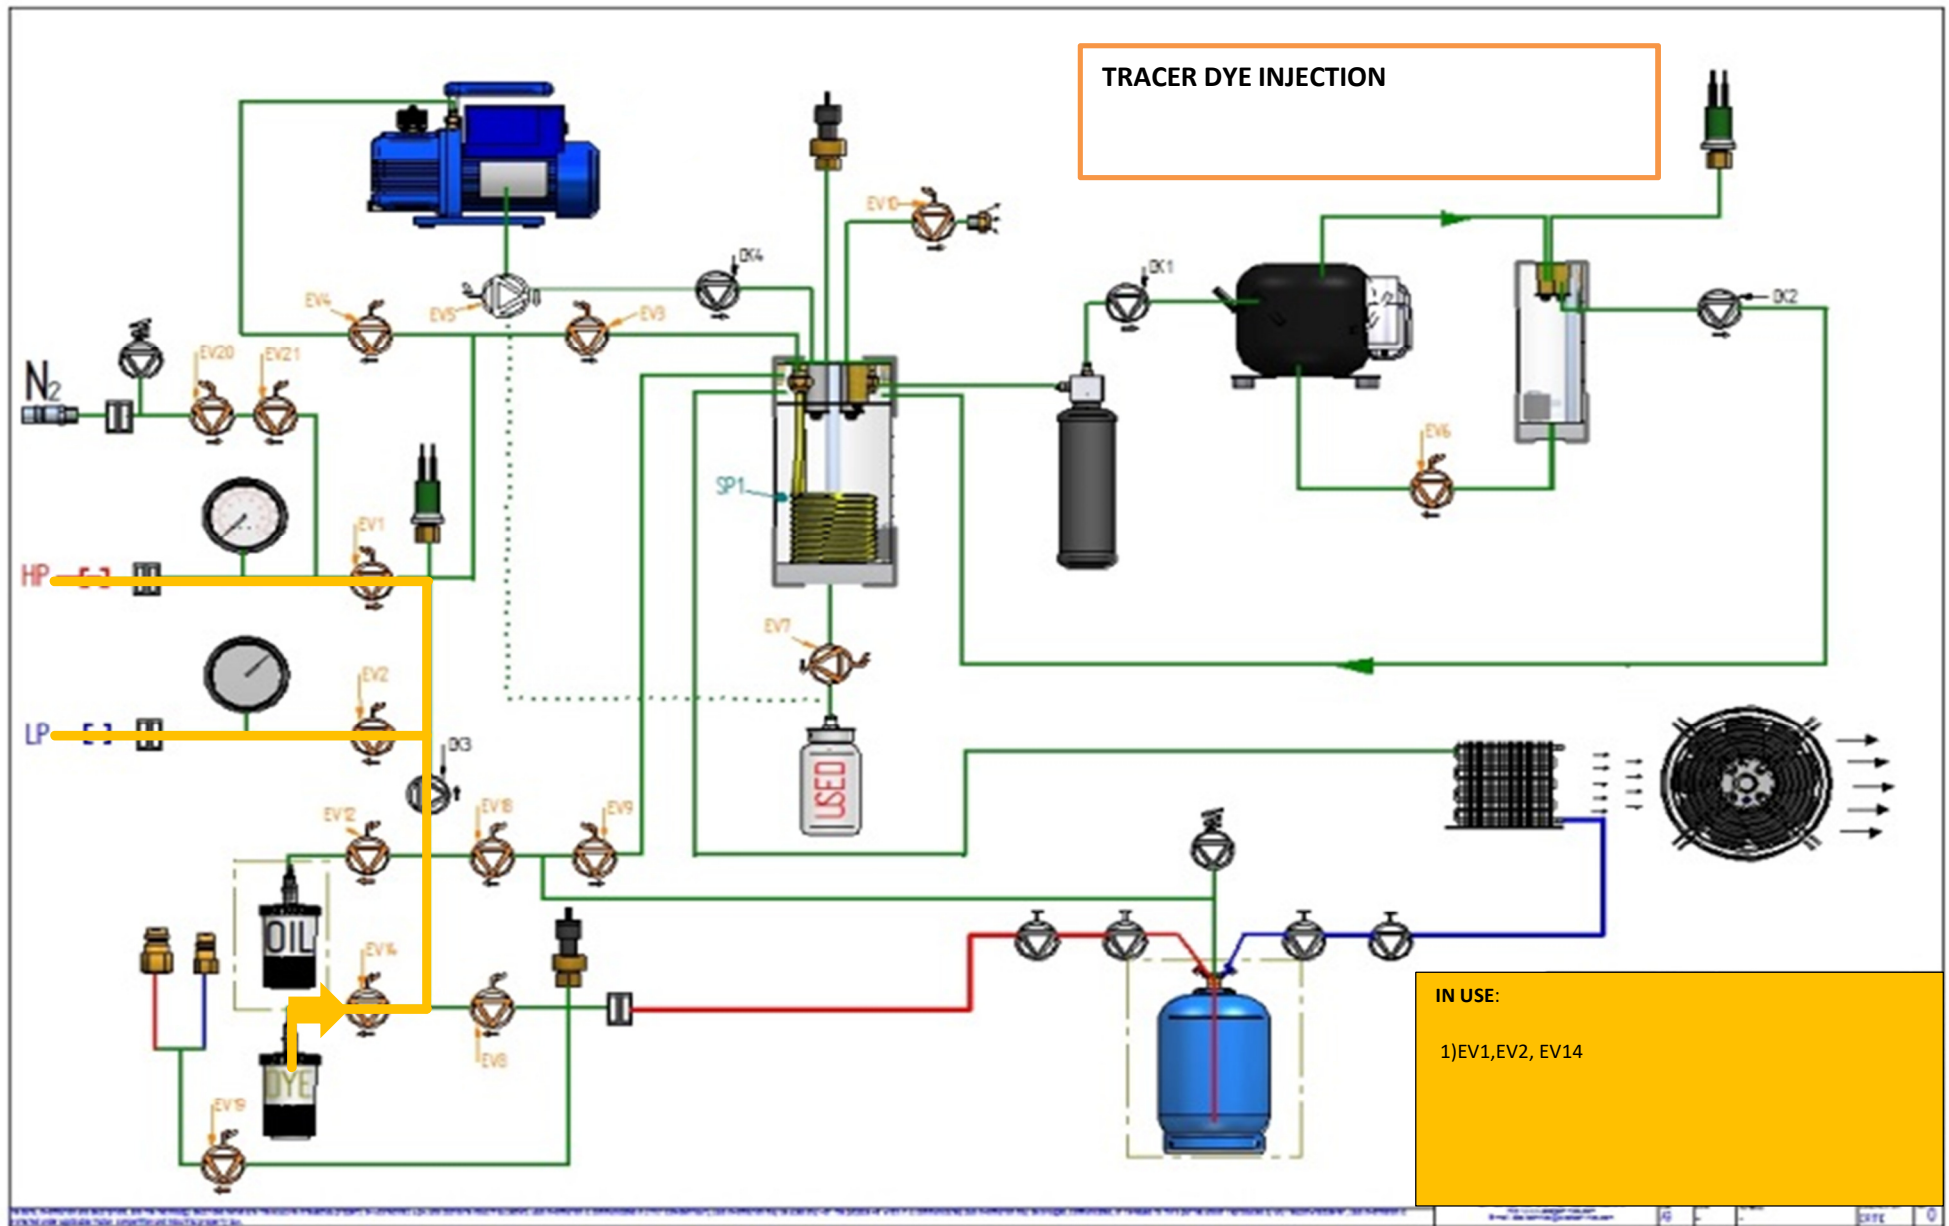 TRACER DYE INJECTION
EV10
CK4
CK1
CK2
EV4
EV5
EV3
N2
EV20
EV21
EV6
SP1
HP
EV1
EV7
LP
EV2
CK3
USED
EV12
EV18
EV9
OIL
EV14
EV8
DYE
EV19
IN USE:
1)EV1,EV2, EV14
0